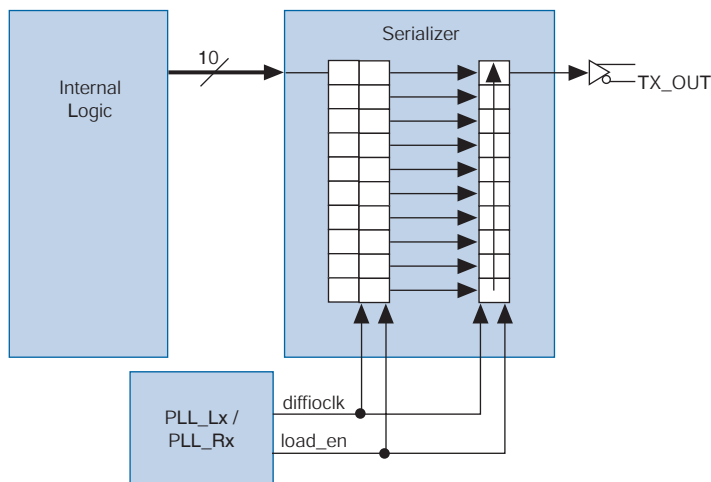 Serializer
10
Internal
Logic
TX_OUT
diffioclk
PLL_Lx /
PLL_Rx
load_en